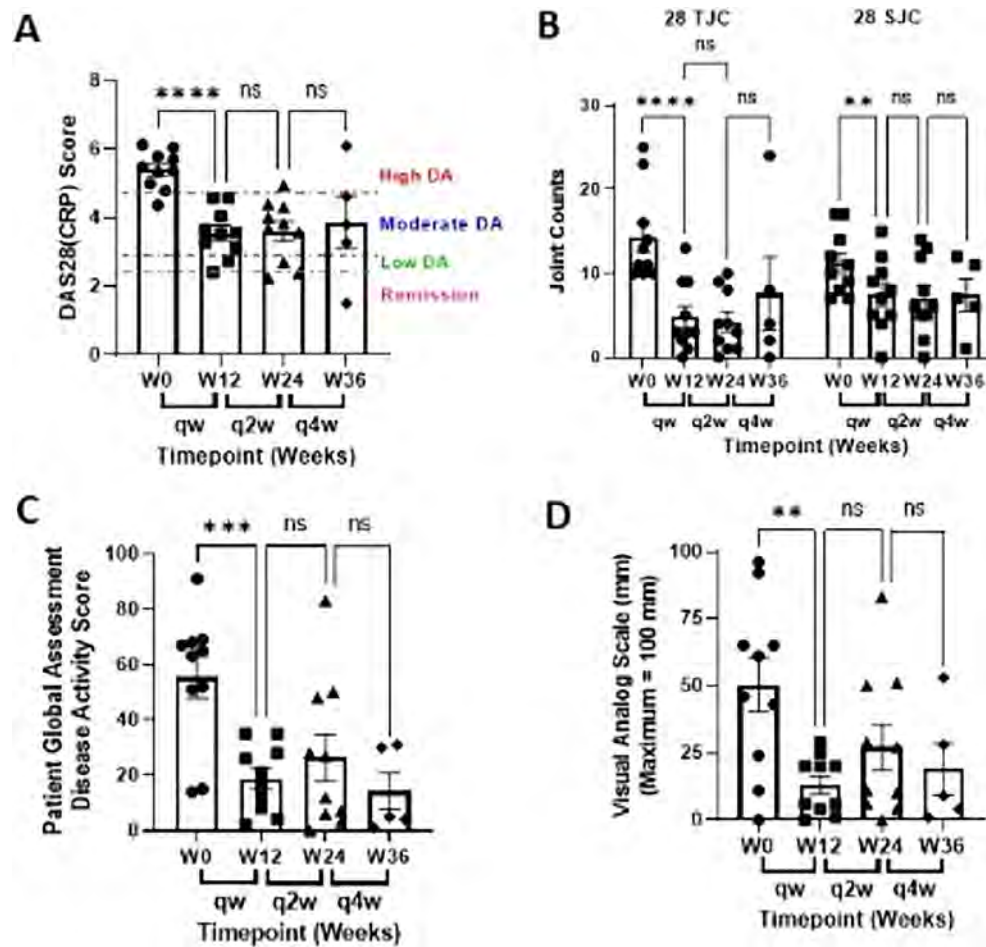 A
DAS28(CRP) Score
8
6
4
2
0
**** ns ns
High DA
Moderate DA
Low DA
Remission
W0 W12 W24 W36
qw q2w q4w
Timepoint (Weeks)
B
28 TJC 28 SJC
ns
**** ns ** ns ns
Joint Counts
30
20
10
0
W0 W12 W24 W36 W0 W12 W24 W36
qw q2w q4w qw q2w q4w
Timepoint (Weeks)
C
Patient Global Assessment
Disease Activity Score
*** ns ns
100
80
60
40
20
0
W0 W12 W24 W36
qw q2w q4w
Timepoint (Weeks)
D
Visual Analog Scale (mm)
(Maximum = 100 mm)
** ns ns
100
75
50
25
0
W0 W12 W24 W36
qw q2w q4w
Timepoint (Weeks)